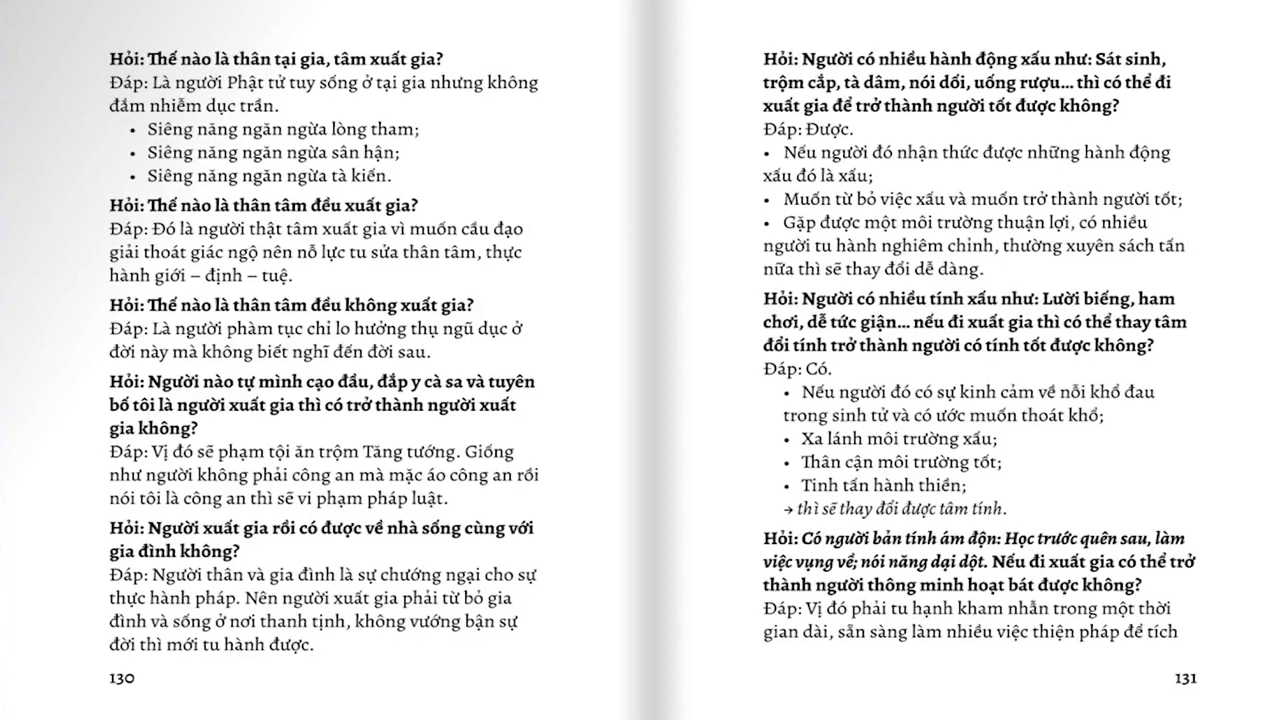 Hỏi: Thế nào là thân tại gia, tâm xuất gia?
Đáp: Là người Phật tử tuy sống ở tại gia nhưng không
đắm nhiễm dục trần.
• Siêng năng ngăn ngừa lòng tham;
• Siêng năng ngăn ngừa sân hận;
• Siêng năng ngăn ngừa tà kiến.
Hỏi: Thế nào là thân tâm đều xuất gia?
Đáp: Đó là người thật tâm xuất gia vì muốn cầu đạo
giải thoát giác ngộ nên nỗ lực tu sửa thân tâm, thực
hành giới – định – tuệ.
Hỏi: Thế nào là thân tâm đều không xuất gia?
Đáp: Là người phàm tục chỉ lo hưởng thụ ngũ dục ở
đời này mà không biết nghĩ đến đời sau.
Hỏi: Người nào tự mình cạo đầu, đắp y cà sa và tuyên
bố tôi là người xuất gia thì có trở thành người xuất
gia không?
Đáp: Vị đó sẽ phạm tội ăn trộm Tăng tướng. Giống
như người không phải công an mà mặc áo công an rồi
nói tôi là công an thì sẽ vi phạm pháp luật.
Hỏi: Người xuất gia rồi có được về nhà sống cùng với
gia đình không?
Đáp: Người thân và gia đình là sự chướng ngại cho sự
thực hành pháp. Nên người xuất gia phải từ bỏ gia
đình và sống ở nơi thanh tịnh, không vướng bận sự
đời thì mới tu hành được.
130
Hỏi: Người có nhiều hành động xấu như: Sát sinh,
trộm cắp, tà dâm, nói dối, uống rượu... thì có thể đi
xuất gia để trở thành người tốt được không?
Đáp: Được.
• Nếu người đó nhận thức được những hành động
xấu đó là xấu;
• Muốn từ bỏ việc xấu và muốn trở thành người tốt;
• Gặp được một môi trường thuận lợi, có nhiều
người tu hành nghiêm chỉnh, thường xuyên sách tấn
nữa thì sẽ thay đổi dễ dàng.
Hỏi: Người có nhiều tính xấu như: Lười biếng, ham
chơi, dễ tức giận... nếu đi xuất gia thì có thể thay tâm
đổi tính trở thành người có tính tốt được không?
Đáp: Có.
• Nếu người đó có sự kinh cảm về nỗi khổ đau
trong sinh tử và có ước muốn thoát khổ;
• Xa lánh môi trường xấu;
• Thân cận môi trường tốt;
• Tinh tấn hành thiền;
→ thì sẽ thay đổi được tâm tính.
Hỏi: Có người bản tính ám độn: Học trước quên sau, làm
việc vụng về; nói năng dại dột. Nếu đi xuất gia có thể trở
thành người thông minh hoạt bát được không?
Đáp: Vị đó phải tu hạnh kham nhẫn trong một thời
gian dài, sẵn sàng làm nhiều việc thiện pháp để tích
131